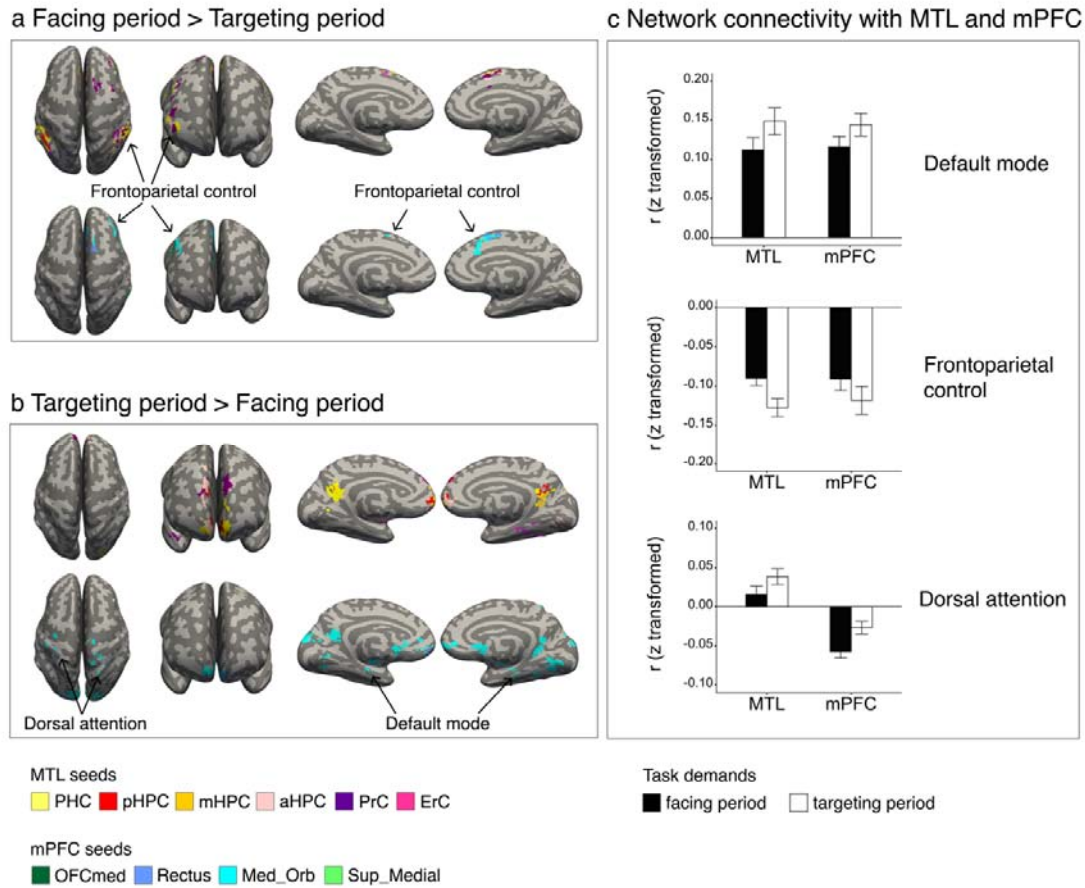 a Facing period > Targeting period
Frontoparietal control
Frontoparietal control
b Targeting period > Facing period
Dorsal attention
Default mode
c Network connectivity with MTL and mPFC
r (z transformed)
0.20
0.15
0.10
0.05
0.00
MTL
mPFC
Default mode
r (z transformed)
0.00
-0.05
-0.10
-0.15
-0.20
Frontoparietal
control
r (z transformed)
0.10
0.05
0.00
-0.05
-0.10
MTL
mPFC
Dorsal attention
MTL seeds
PHC pHPC mHPC aHPC PrC ErC
mPFC seeds
OFCmed Rectus Med_Orb Sup_Medial
Task demands
facing period targeting period